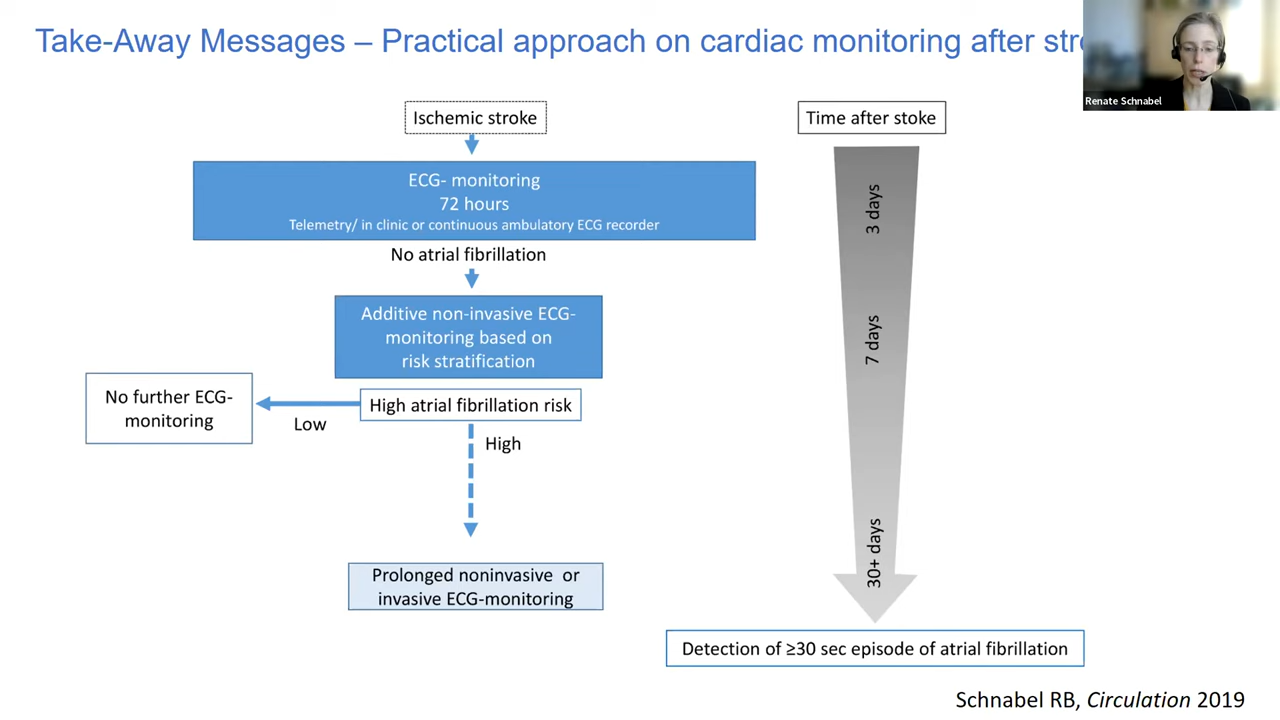 Take-Away Messages – Practical approach on cardiac monitoring after
Renate Schnabel
Ischemic stroke
Time after stoke
ECG- monitoring
72 hours
Telemetry/ in clinic or continuous ambulatory ECG recorder
3 days
No atrial fibrillation
Additive non-invasive ECG-
monitoring based on
risk stratification
7 days
No further ECG-
monitoring
Low
High atrial fibrillation risk
High
30+ days
Prolonged noninvasive or
invasive ECG-monitoring
Detection of ≥30 sec episode of atrial fibrillation
Schnabel RB, Circulation 2019